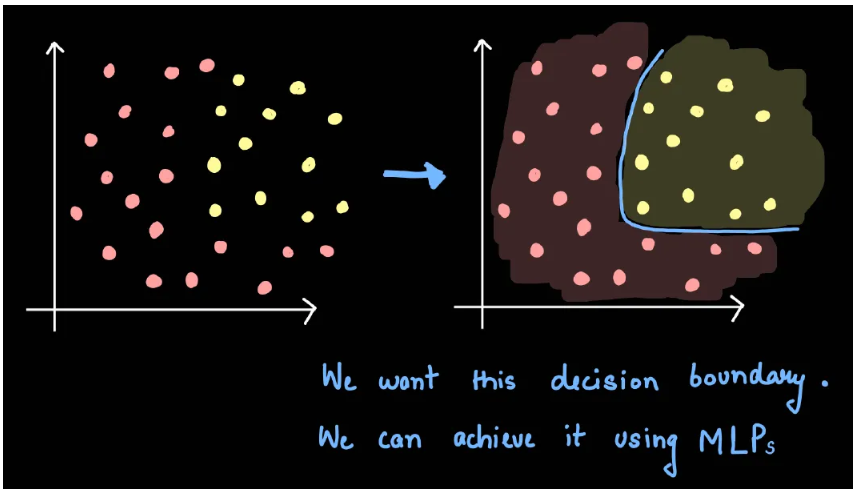 We want this decision boundary.
We can achieve it using MLPs